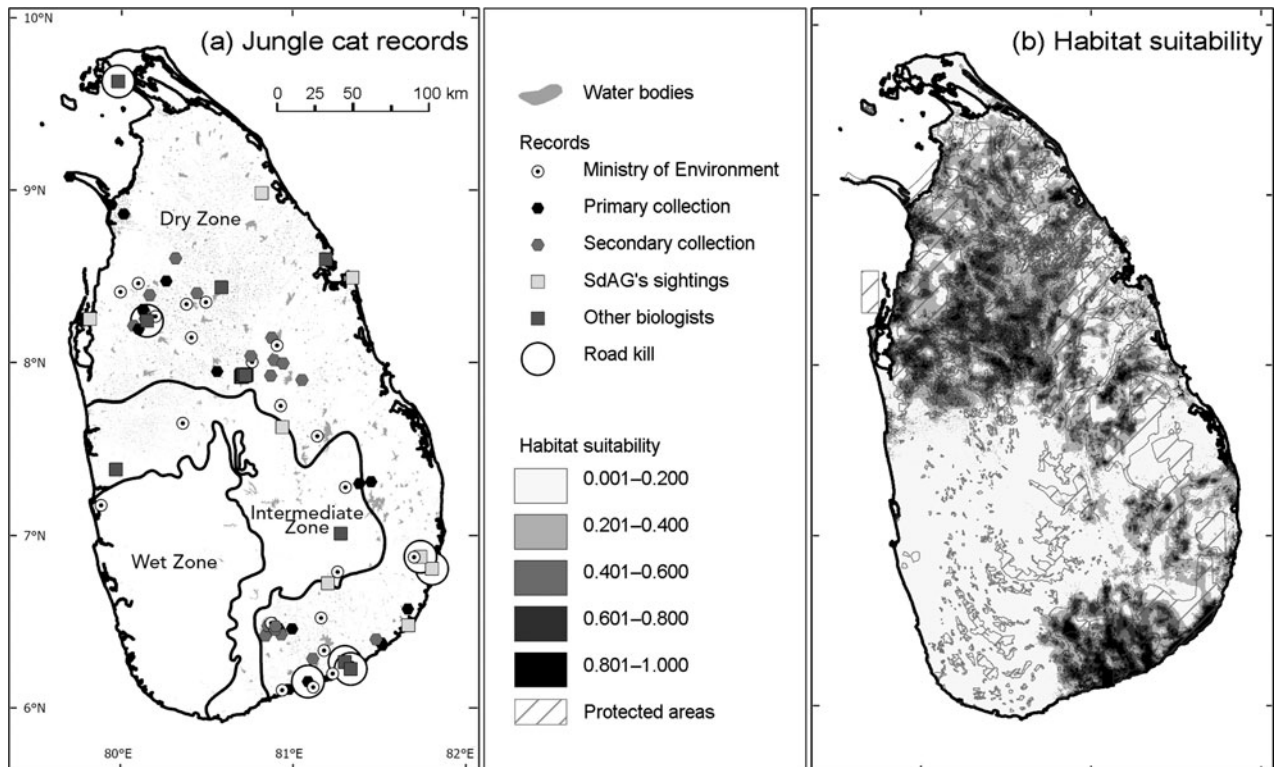 10°N
(a) Jungle cat records
0 25 50 100 km
9°N
Dry Zone
8°N
Intermediate
Zone
7°N
Wet Zone
6°N
80°E
81°E
82°E
Water bodies
Records
Ministry of Environment
Primary collection
Secondary collection
SdAG's sightings
Other biologists
Road kill
Habitat suitability
0.001–0.200
0.201–0.400
0.401–0.600
0.601–0.800
0.801–1.000
Protected areas
(b) Habitat suitability